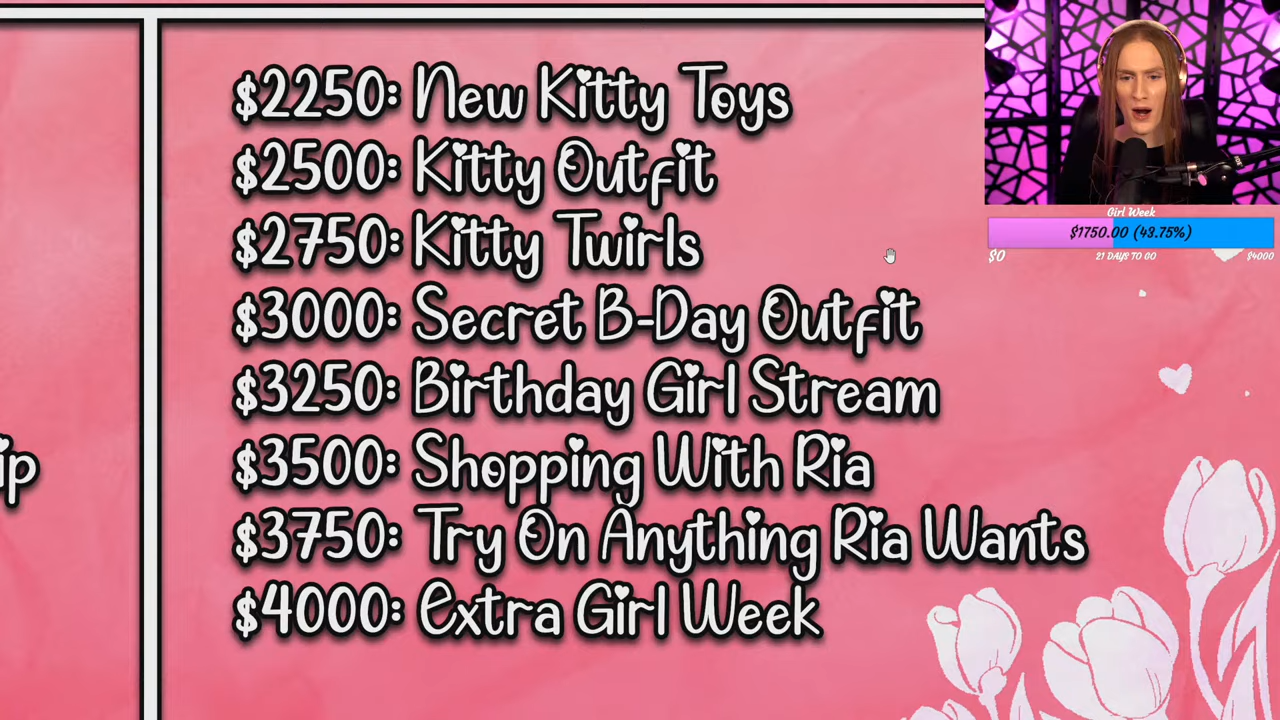 $2250: New Kitty Toys
$2500: Kitty Outfit
$2750: Kitty Twirls
$3000: Secret B-Day Outfit
$3250: Birthday Girl Stream
$3500: Shopping With Ria
$3750: Try On Anything Ria Wants
$4000: Extra Girl Week
ip
Girl Week
$1750.00 (43.75%)
$0
21 DAYS TO GO
$4000